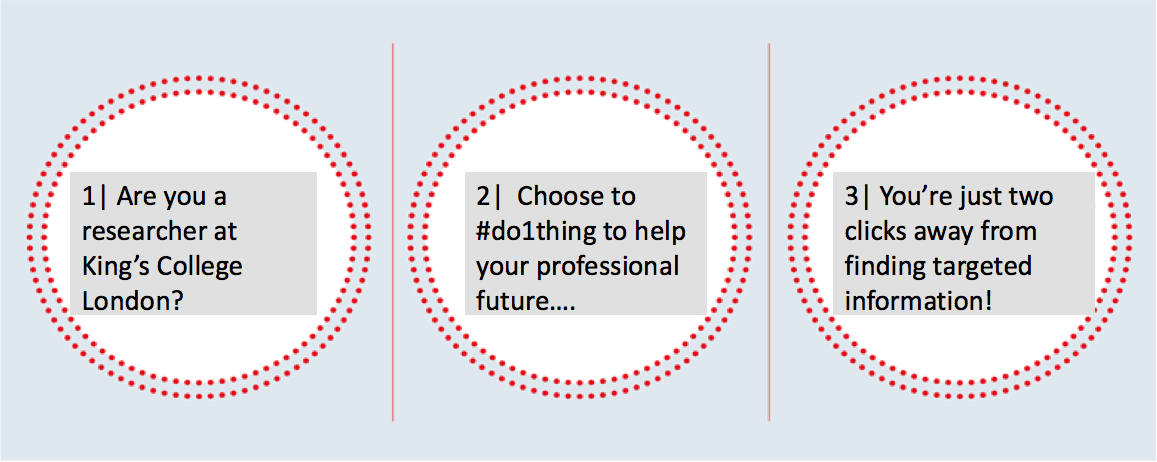 1| Are you a
researcher at
King’s College
London?
2|  Choose to
#do1thing to help
your professional
future….
3| You’re just two
clicks away from
finding targeted
information!